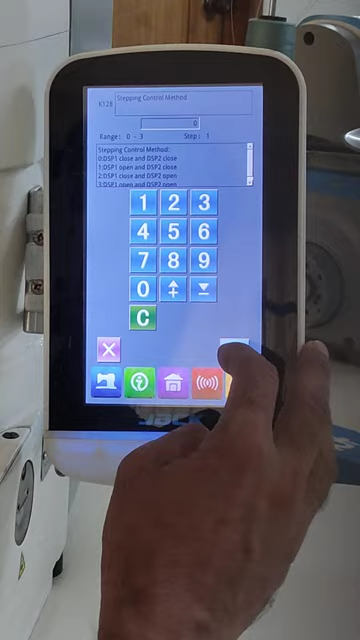 K128
Stepping Control Method
0
Range: 0 - 3 Step: 1
Stepping Control Method:
0:DSP1 close and DSP2 close
1:DSP1 open and DSP2 close
2:DSP1 close and DSP2 open
3:DSP1 open and DSP2 open
1 2 3
4 5 6
7 8 9
0
C
JACK